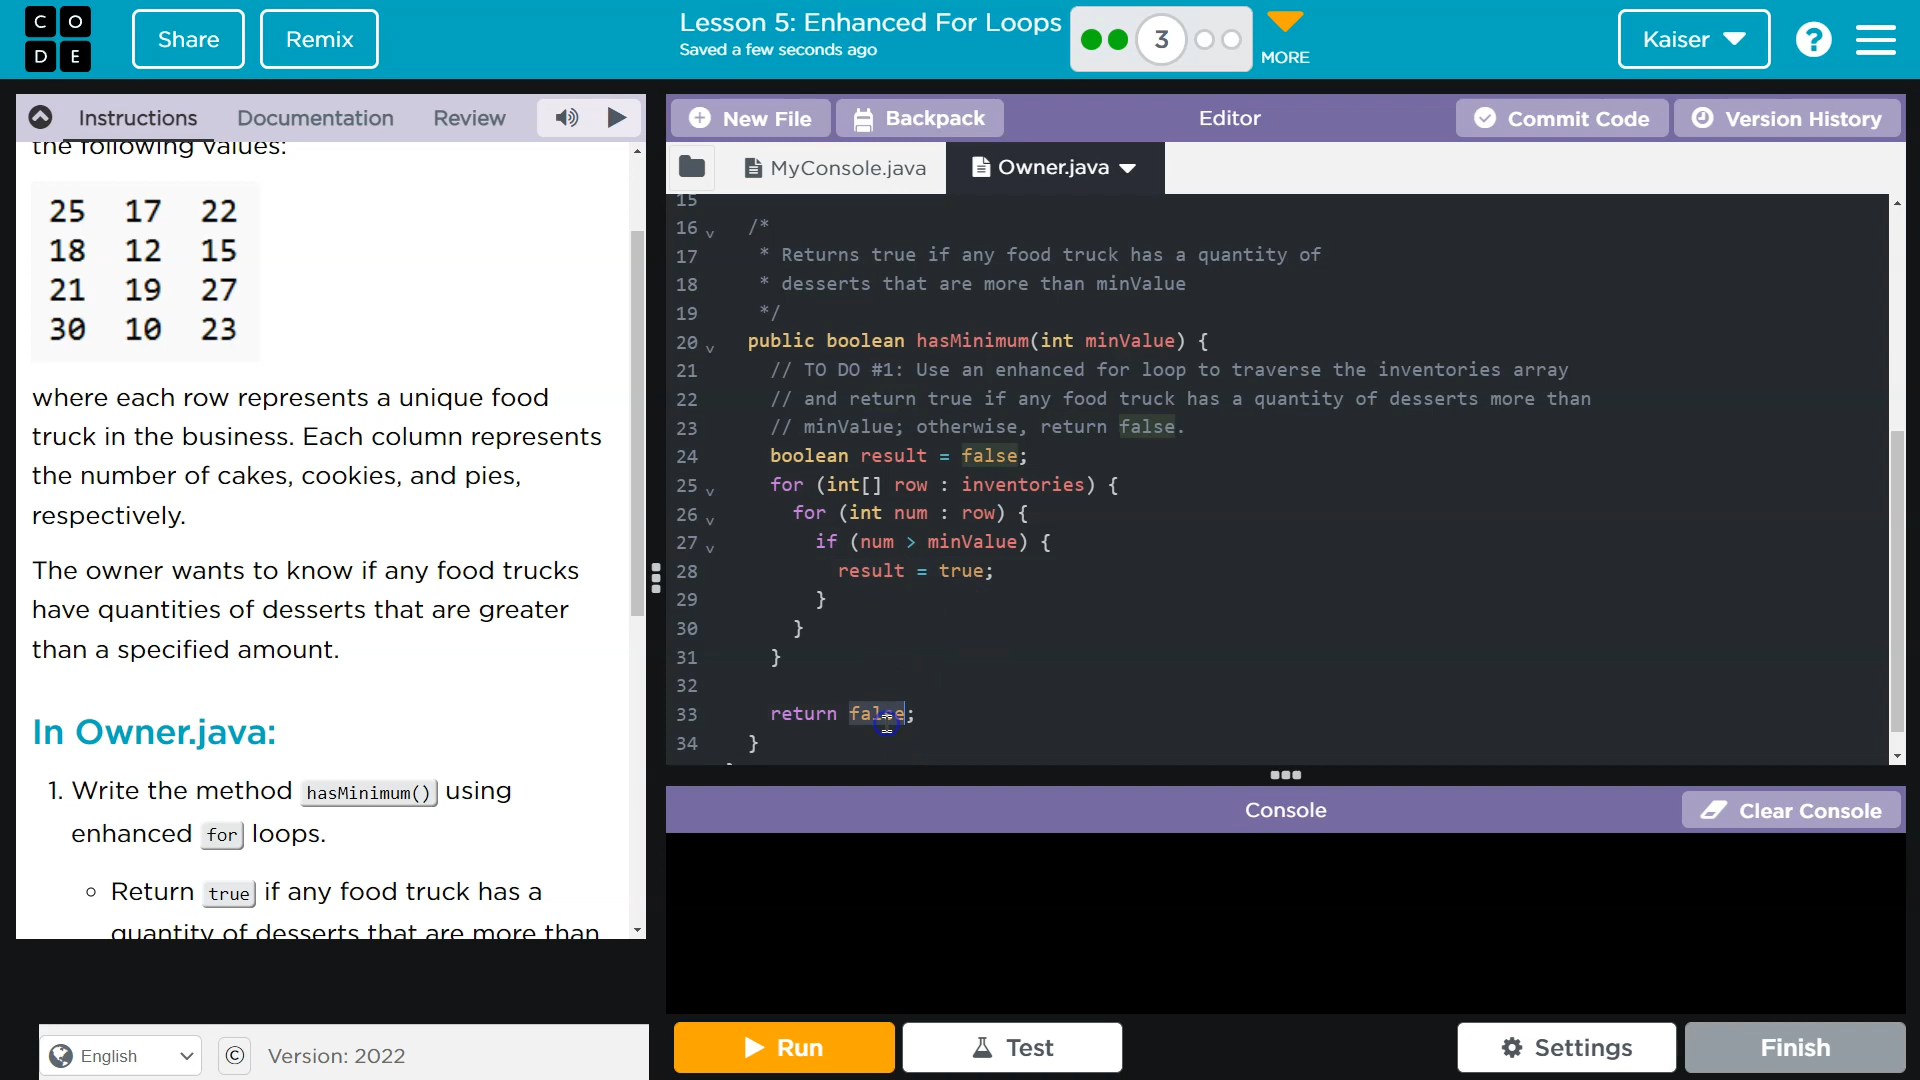 C O D E
Share
Remix
Lesson 5: Enhanced For Loops
Saved a few seconds ago
3
MORE
Kaiser
?
Instructions
Documentation
Review
New File
Backpack
Editor
Commit Code
Version History
MyConsole.java
Owner.java
the following values:
25 17 22
18 12 15
21 19 27
30 10 23
where each row represents a unique food
truck in the business. Each column represents
the number of cakes, cookies, and pies,
respectively.
The owner wants to know if any food trucks
have quantities of desserts that are greater
than a specified amount.
In Owner.java:
1. Write the method hasMinimum() using
enhanced for loops.
Return true if any food truck has a
quantity of desserts that are more than
15
16 /*
17 * Returns true if any food truck has a quantity of
18 * desserts that are more than minValue
19 */
20 public boolean hasMinimum(int minValue) {
21 // TO DO #1: Use an enhanced for loop to traverse the inventories array
22 // and return true if any food truck has a quantity of desserts more than
23 // minValue; otherwise, return false.
24 boolean result = false;
25 for (int[] row : inventories) {
26 for (int num : row) {
27 if (num > minValue) {
28 result = true;
29 }
30 }
31 }
32
33 return false;
34 }
Console
Clear Console
English
©
Version: 2022
Run
Test
Settings
Finish